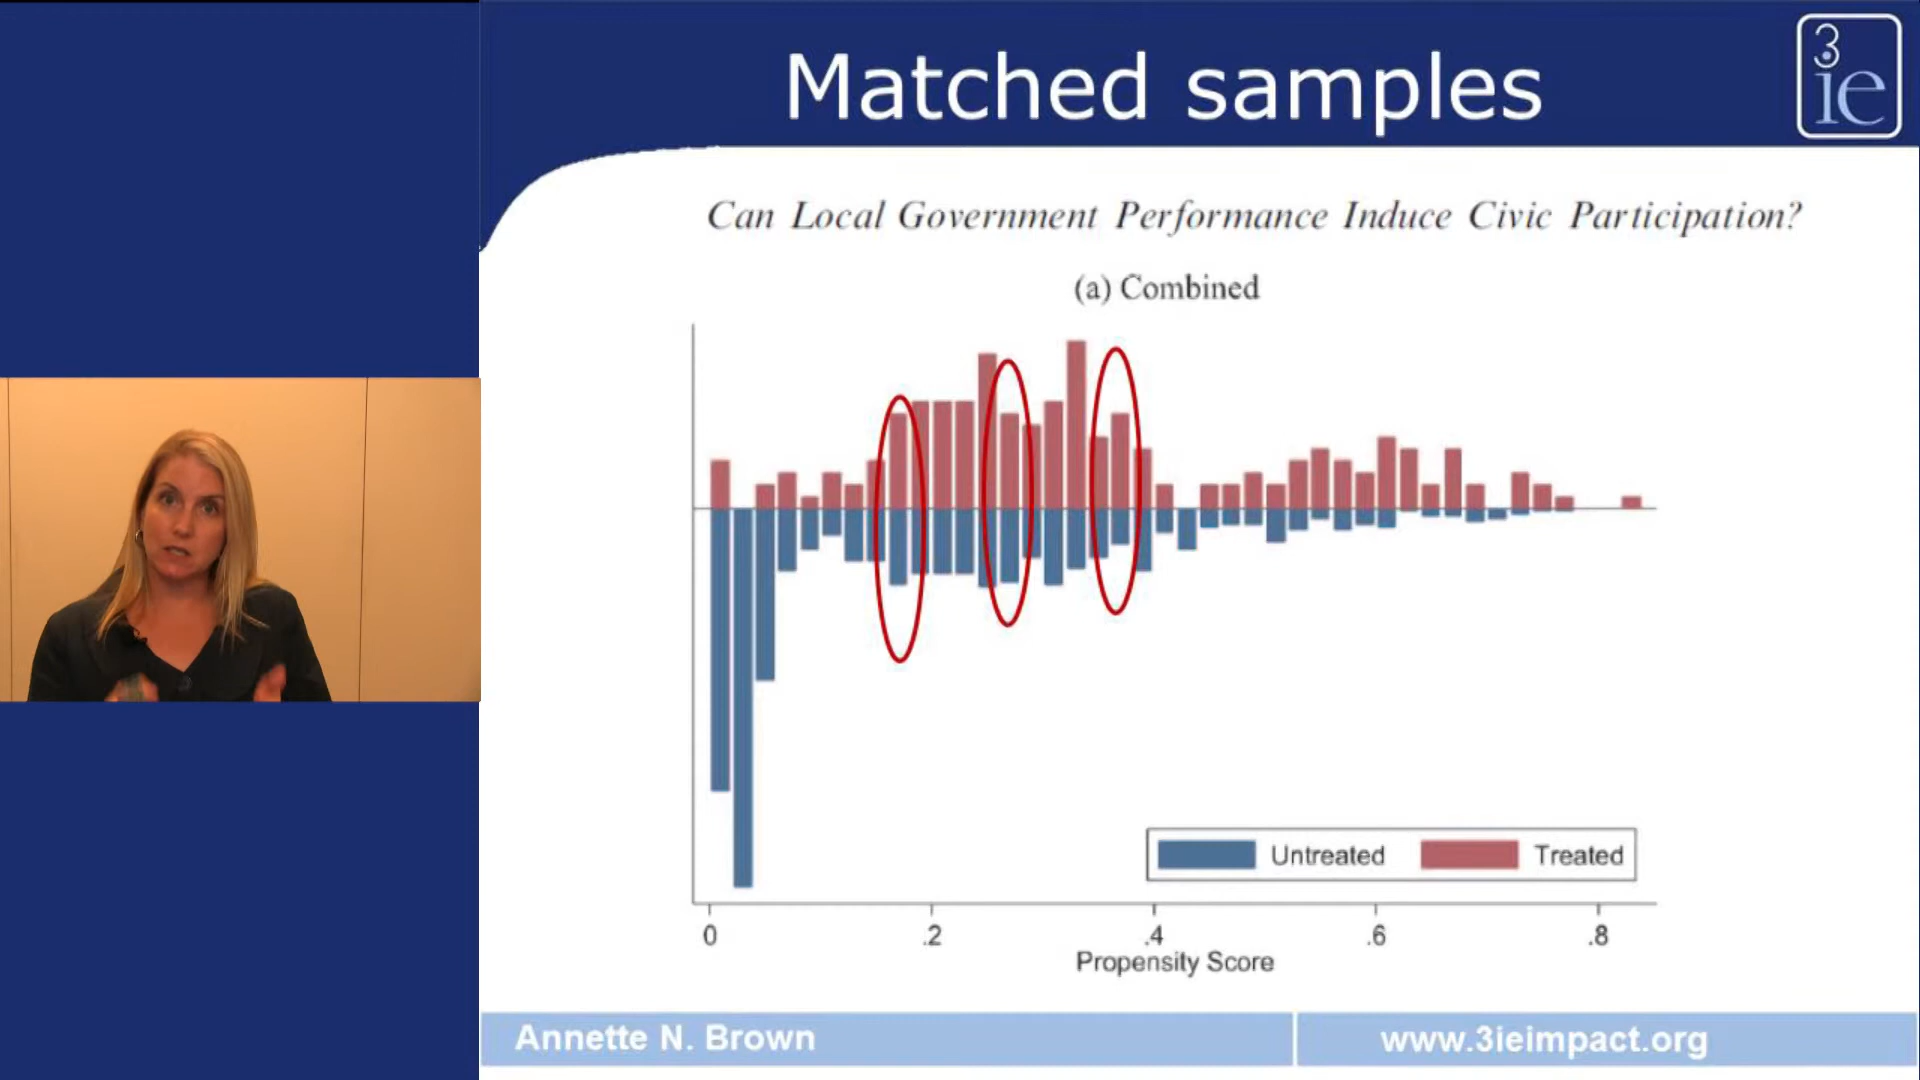 Matched samples
3ie
Can Local Government Performance Induce Civic Participation?
(a) Combined
Untreated Treated
0 .2 .4 .6 .8
Propensity Score
Annette N. Brown www.3ieimpact.org